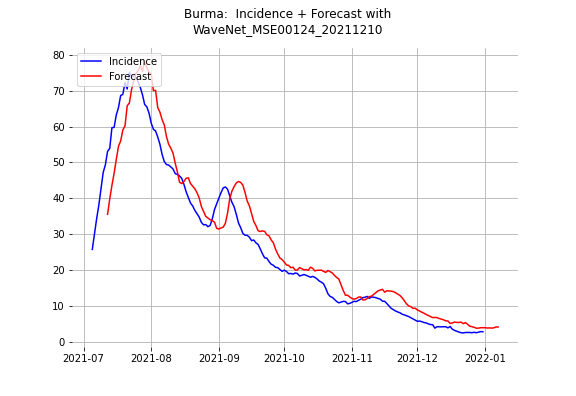 Burma:  Incidence + Forecast with
WaveNet_MSE00124_20211210
Incidence
Forecast
80
70
60
50
40
30
20
10
0
2021-07 2021-08 2021-09 2021-10 2021-11 2021-12 2022-01